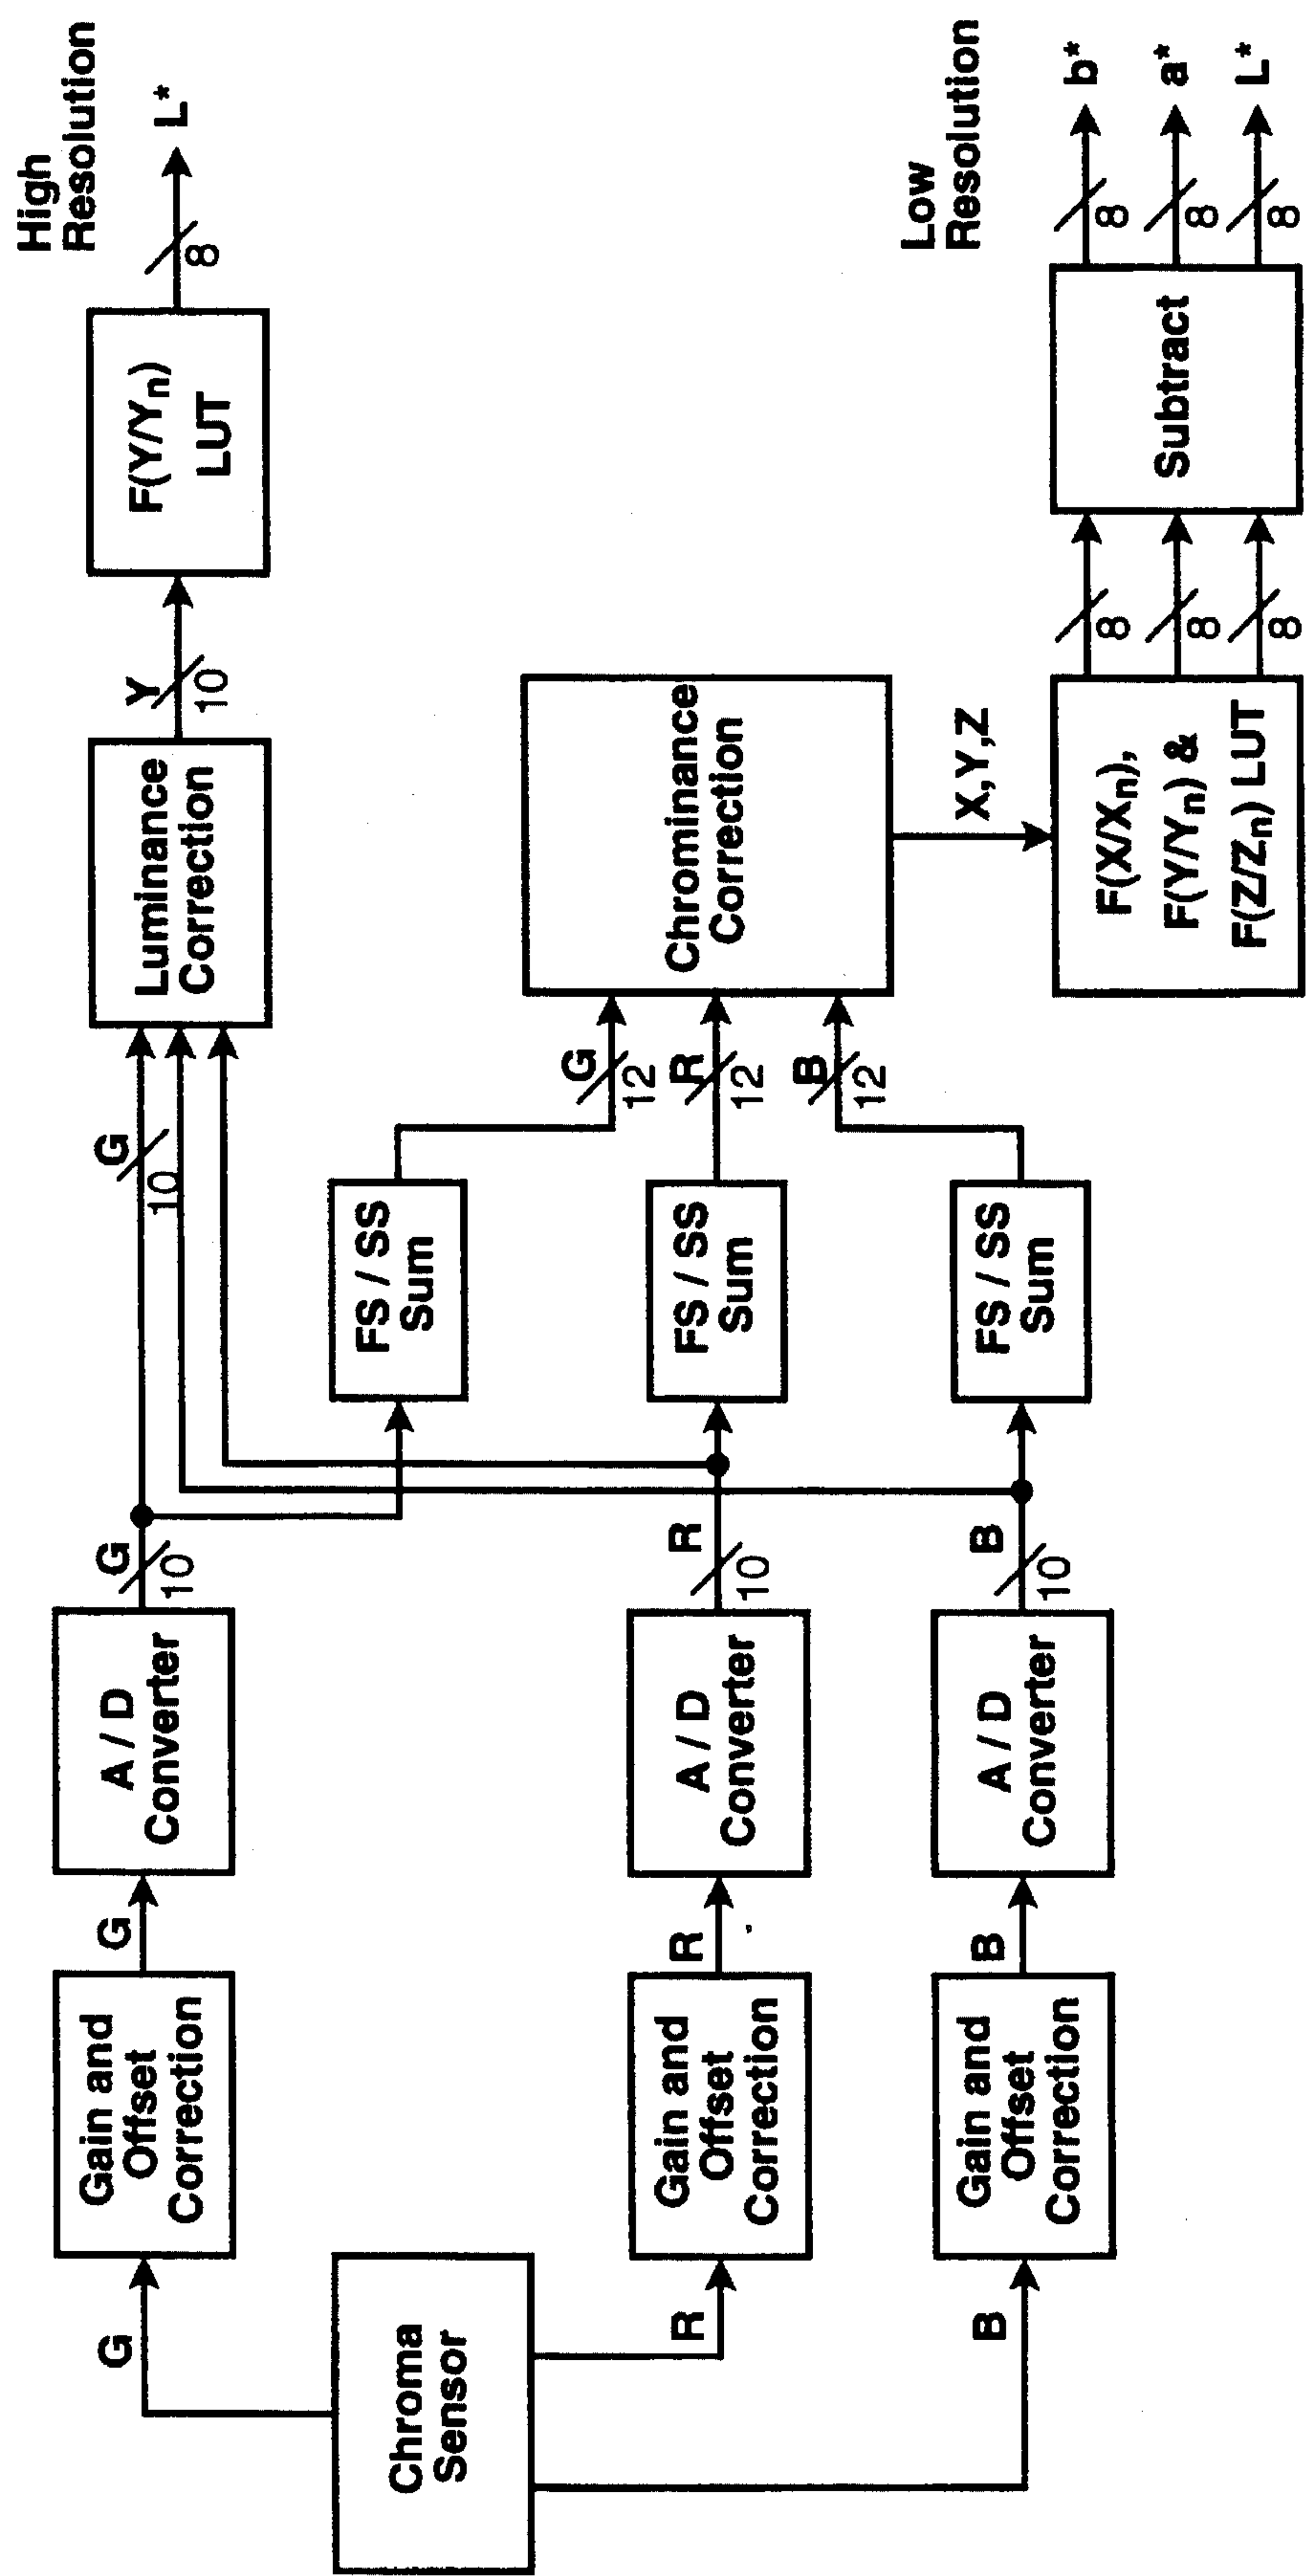 Chroma
Sensor
G
R
B
Gain and
Offset
Correction
G
A / D
Converter
G
10
G
10
Luminance
Correction
Y
10
F(Y/Yn)
LUT
8
High
Resolution
L*
Gain and
Offset
Correction
R
A / D
Converter
R
10
FS / SS
Sum
G
12
FS / SS
Sum
R
12
Chrominance
Correction
Gain and
Offset
Correction
B
A / D
Converter
B
10
FS / SS
Sum
B
12
X,Y,Z
F(X/Xn),
F(Y/Yn) &
F(Z/Zn) LUT
8
8
8
Subtract
8
8
8
Low
Resolution
b*
a*
L*